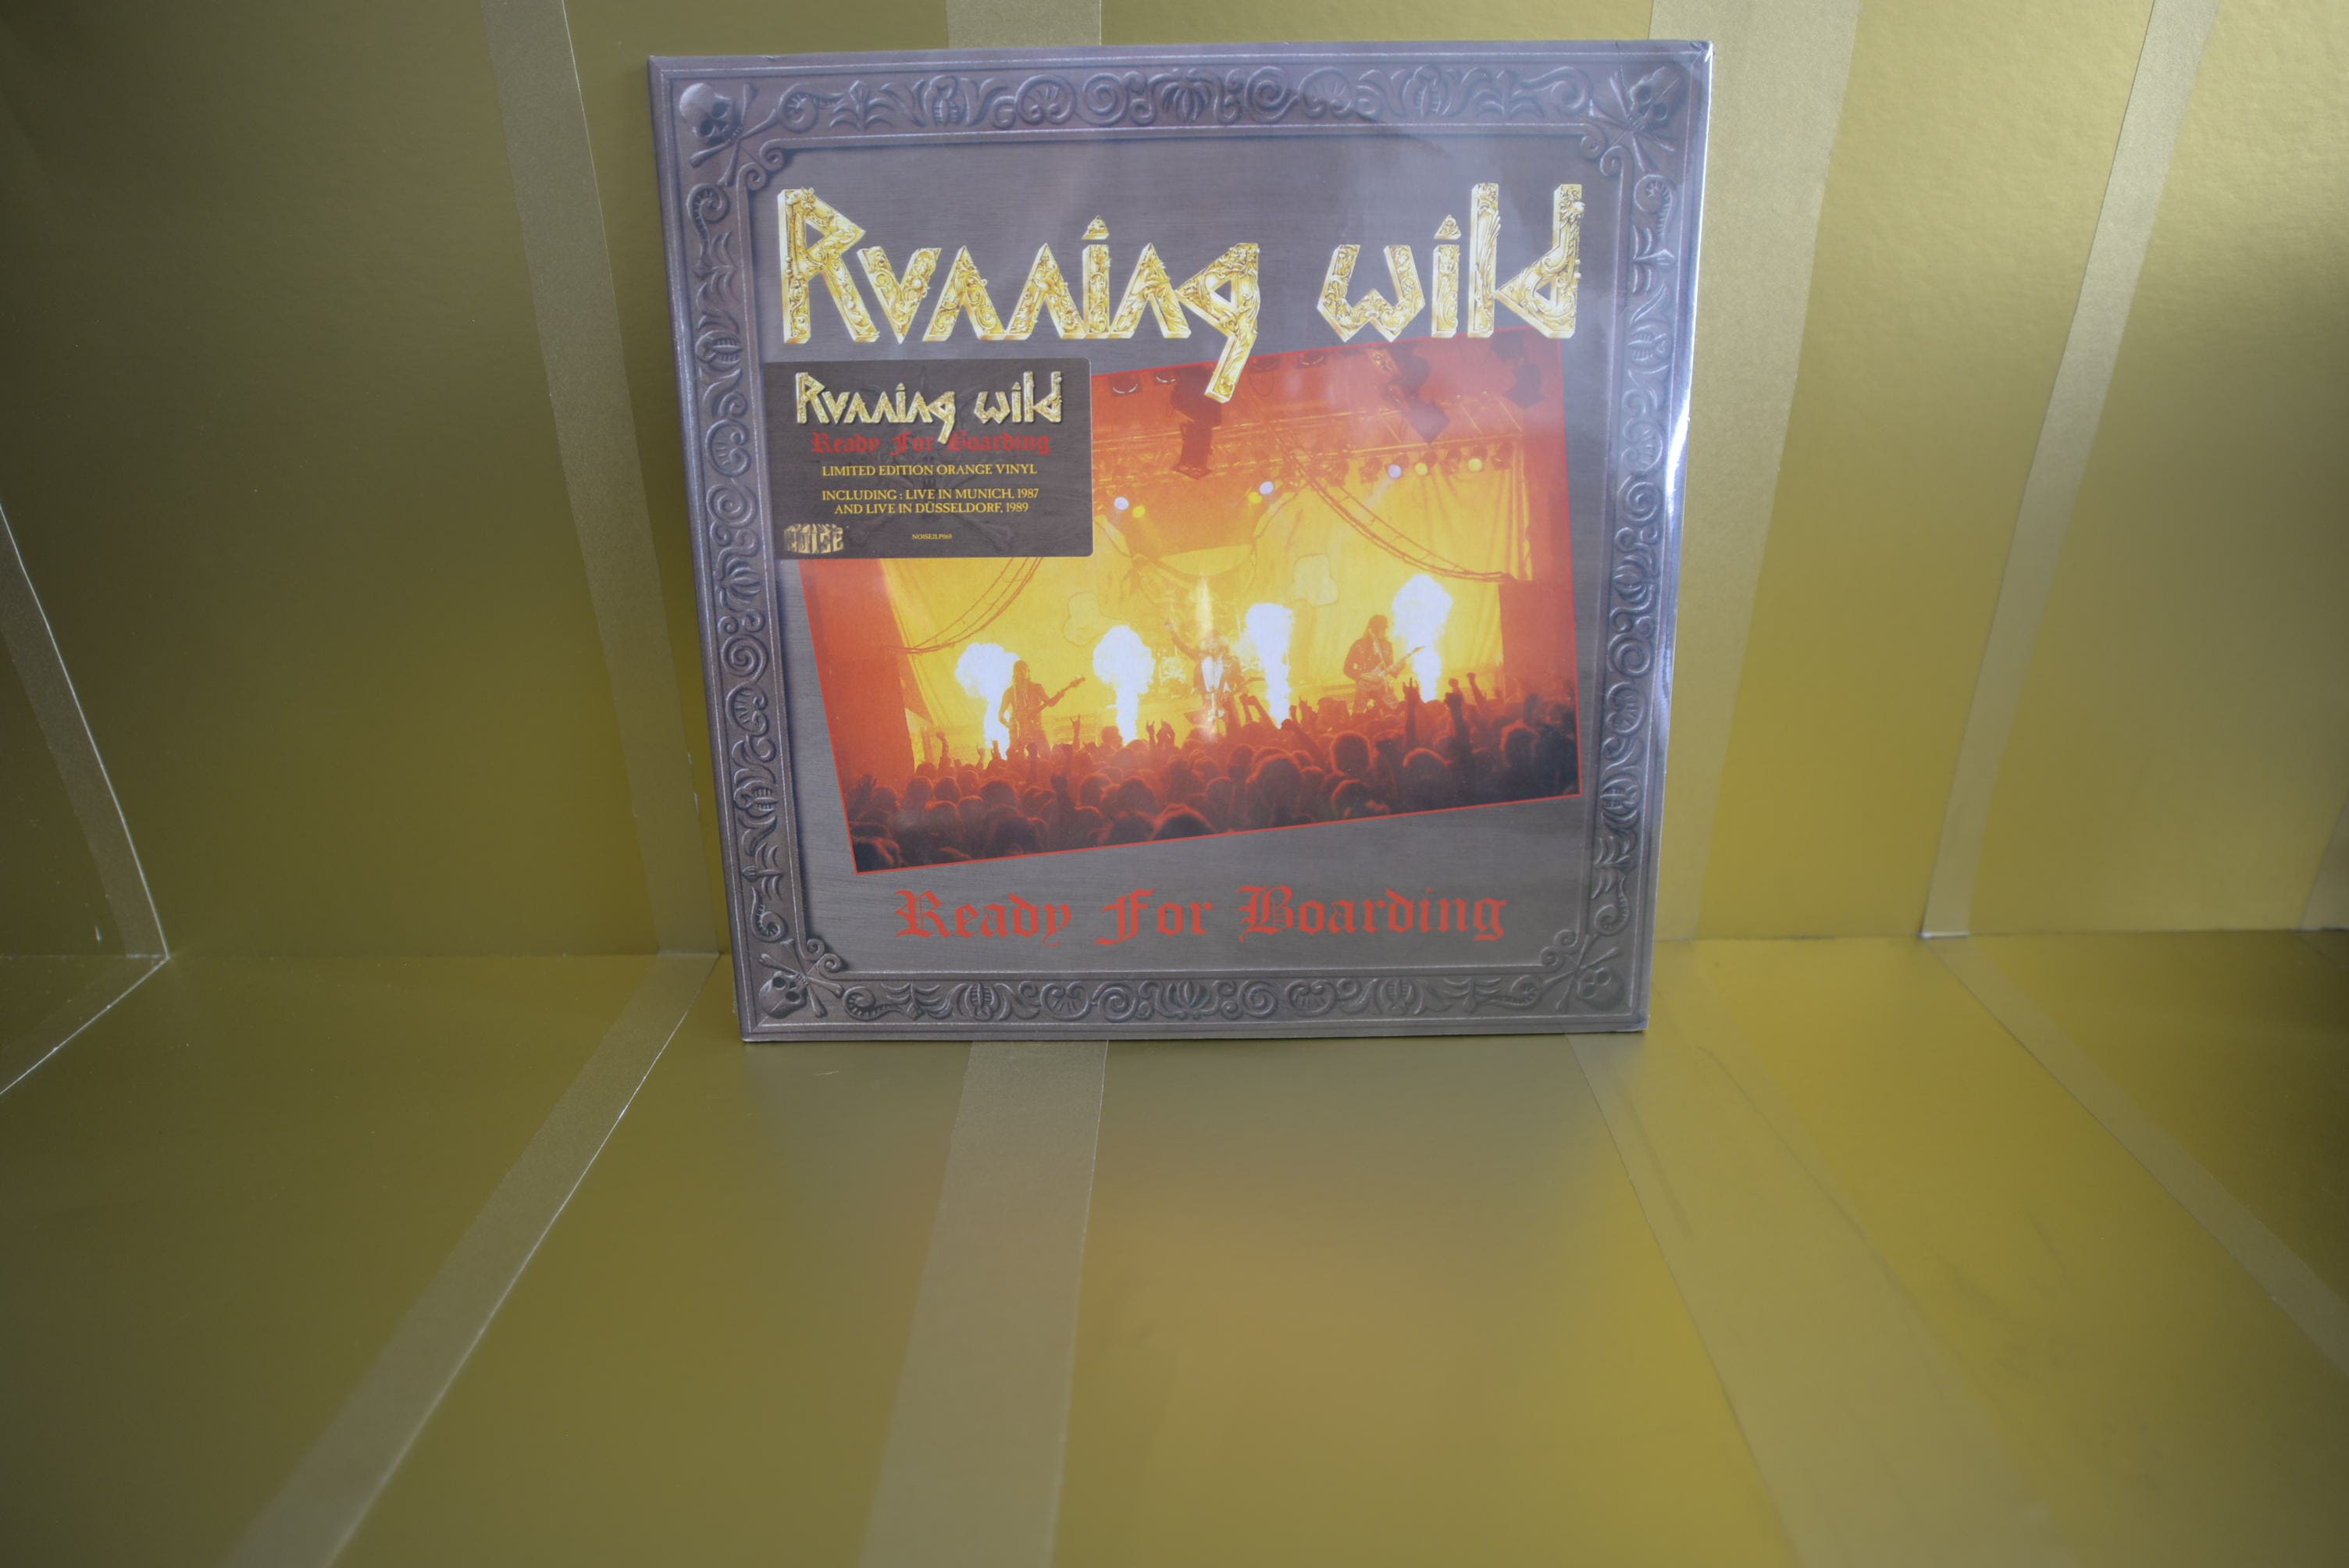 Running Wild
Running Wild
Ready For Boarding
LIMITED EDITION ORANGE VINYL
INCLUDING : LIVE IN MUNICH, 1987
AND LIVE IN DÜSSELDORF, 1989
NOISE
Ready For Boarding